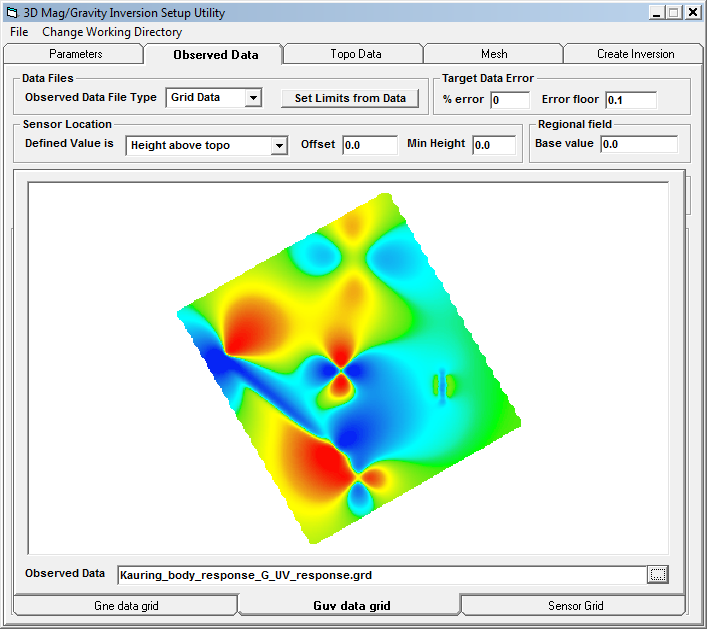 3D Mag/Gravity Inversion Setup Utility
File Change Working Directory
Parameters Observed Data Topo Data Mesh Create Inversion
Data Files Target Data Error
Observed Data File Type Grid Data Set Limits from Data % error 0 Error floor 0.1
Sensor Location Regional field
Defined Value is Height above topo Offset 0.0 Min Height 0.0 Base value 0.0
Observed Data Kauring_body_response_G_UV_response.grd ...
Gne data grid Guv data grid Sensor Grid